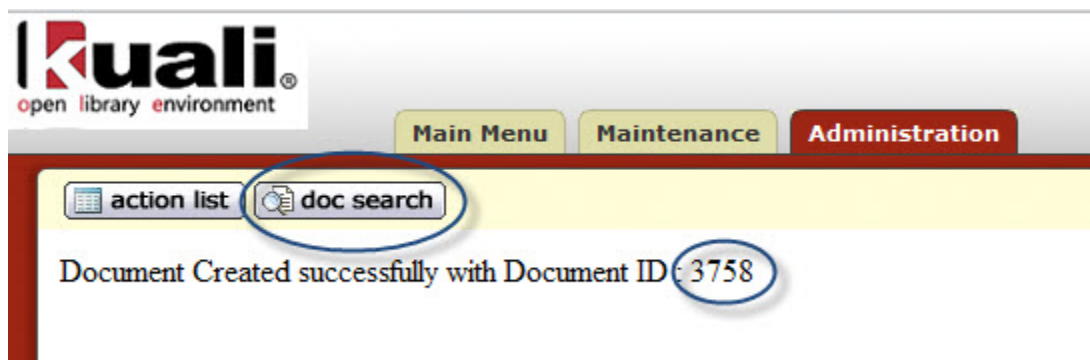 kuali®
open library environment
Main Menu Maintenance Administration
action list doc search
Document Created successfully with Document ID : 3758